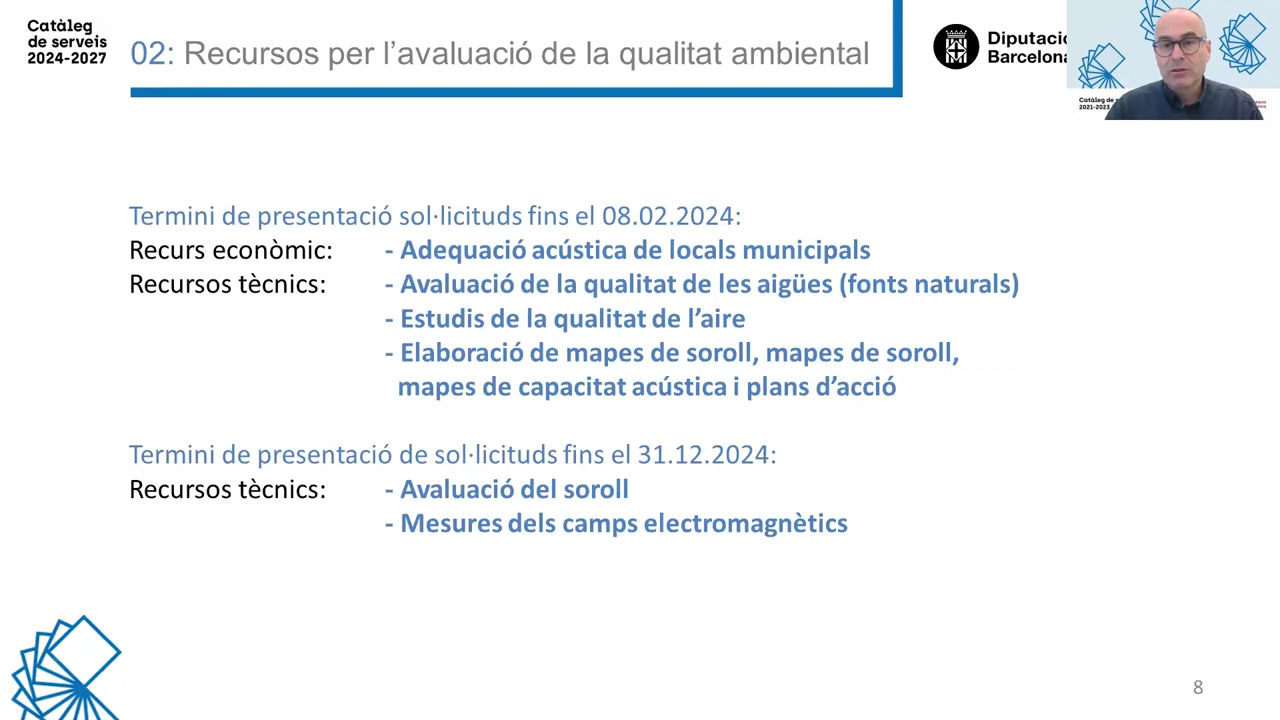 Catàleg
de serveis
2024-2027
02: Recursos per l’avaluació de la qualitat ambiental
Diputació
Barcelona
Catàleg de
2021-2023
Termini de presentació sol·licituds fins el 08.02.2024:
Recurs econòmic: - Adequació acústica de locals municipals
Recursos tècnics: - Avaluació de la qualitat de les aigües (fonts naturals)
- Estudis de la qualitat de l’aire
- Elaboració de mapes de soroll, mapes de soroll,
mapes de capacitat acústica i plans d’acció
Termini de presentació de sol·licituds fins el 31.12.2024:
Recursos tècnics: - Avaluació del soroll
- Mesures dels camps electromagnètics
8